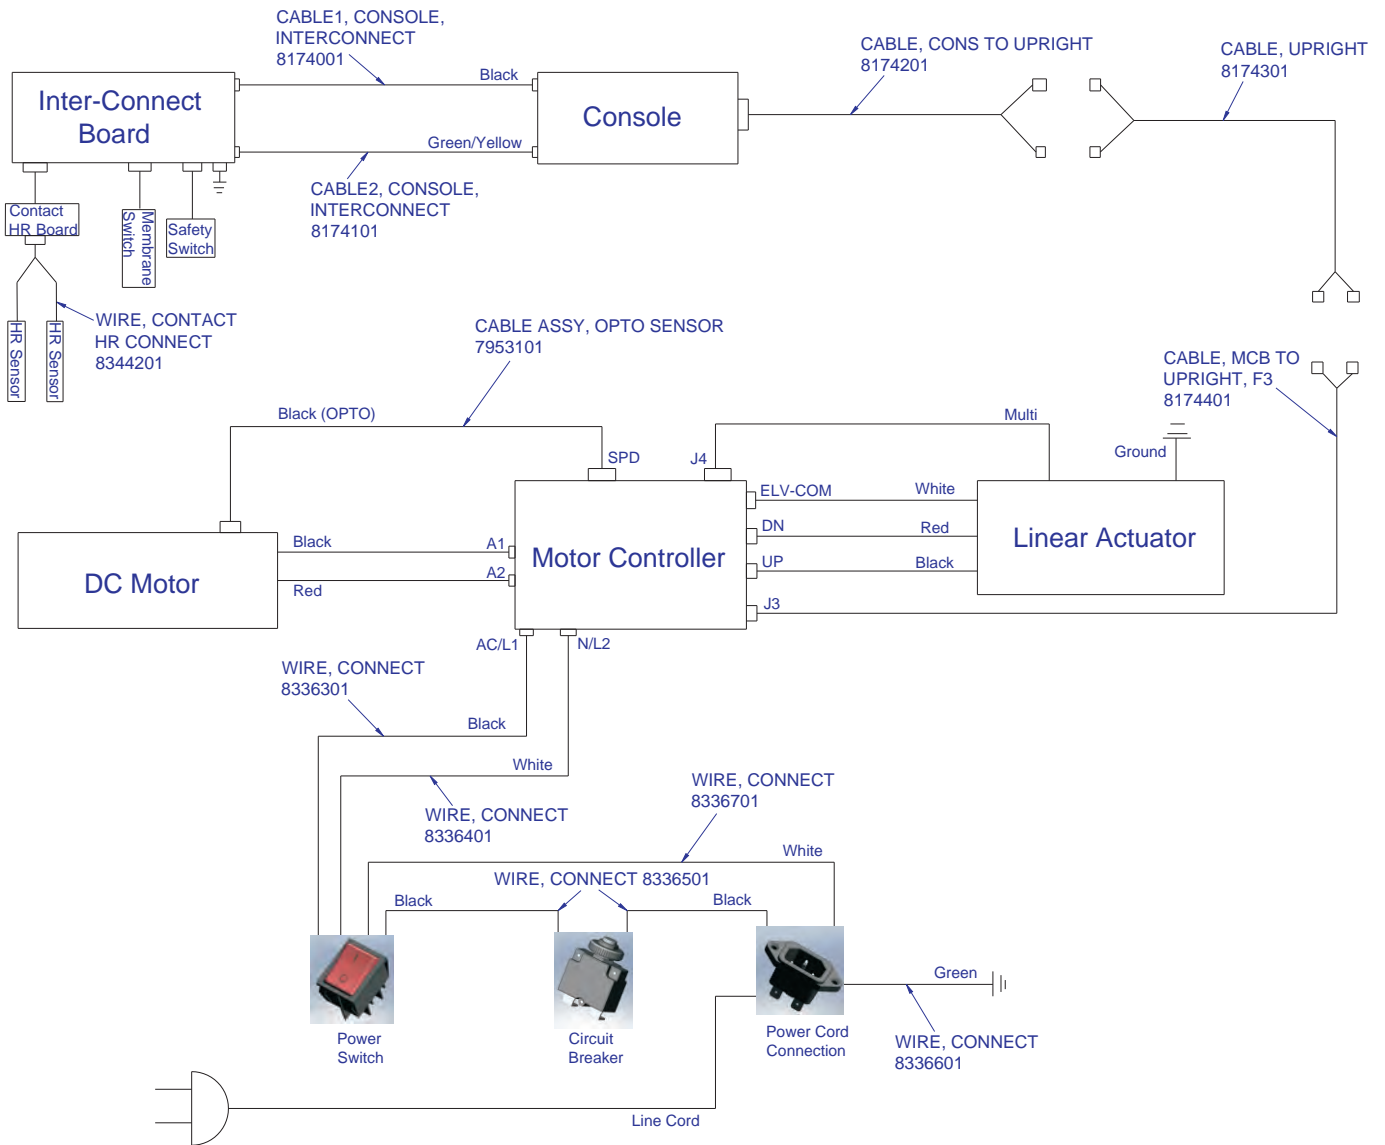 CABLE1, CONSOLE,
INTERCONNECT
8174001
CABLE, CONS TO UPRIGHT
8174201
CABLE, UPRIGHT
8174301
Inter-Connect
Board
Black
Console
Green/Yellow
CABLE2, CONSOLE,
INTERCONNECT
8174101
Contact
HR Board
Membrane
Switch
Safety
Switch
HR Sensor
HR Sensor
WIRE, CONTACT
HR CONNECT
8344201
CABLE ASSY, OPTO SENSOR
7953101
CABLE, MCB TO
UPRIGHT, F3
8174401
Black (OPTO)
Multi
Ground
SPD
J4
ELV-COM
White
DN
Red
UP
Black
J3
Linear Actuator
Motor Controller
DC Motor
Black
A1
A2
Red
AC/L1
N/L2
WIRE, CONNECT
8336301
Black
White
WIRE, CONNECT
8336401
WIRE, CONNECT
8336701
White
WIRE, CONNECT 8336501
Black
Black
Power
Switch
Circuit
Breaker
Power Cord
Connection
Green
WIRE, CONNECT
8336601
Line Cord